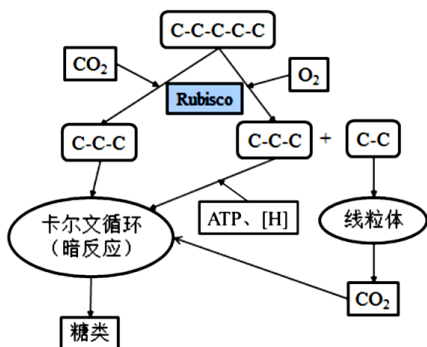 C-C-C-C-C
CO₂
O₂
Rubisco
C-C-C
C-C-C + C-C
卡尔文循环
（暗反应）
ATP、[H]
线粒体
CO₂
糖类